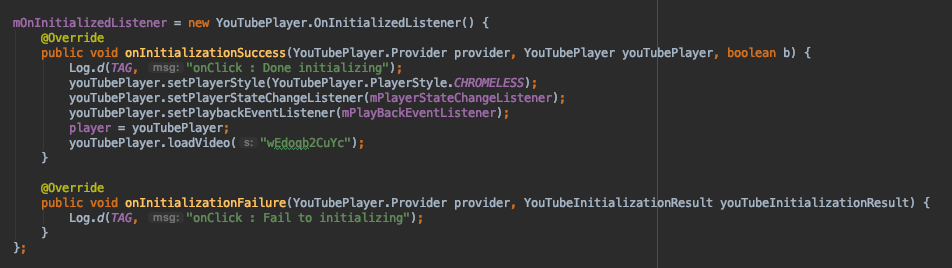 mOnInitializedListener = new YouTubePlayer.OnInitializedListener() {
@Override
public void onInitializationSuccess(YouTubePlayer.Provider provider, YouTubePlayer youTubePlayer, boolean b) {
Log.d(TAG, msg: "onClick : Done initializing");
youTubePlayer.setPlayerStyle(YouTubePlayer.PlayerStyle.CHROMELESS);
youTubePlayer.setPlayerStateChangeListener(mPlayerStateChangeListener);
youTubePlayer.setPlaybackEventListener(mPlayBackEventListener);
player = youTubePlayer;
youTubePlayer.loadVideo( s: "wEdoqb2CuYc");
}
@Override
public void onInitializationFailure(YouTubePlayer.Provider provider, YouTubeInitializationResult youTubeInitializationResult) {
Log.d(TAG, msg: "onClick : Fail to initializing");
}
};